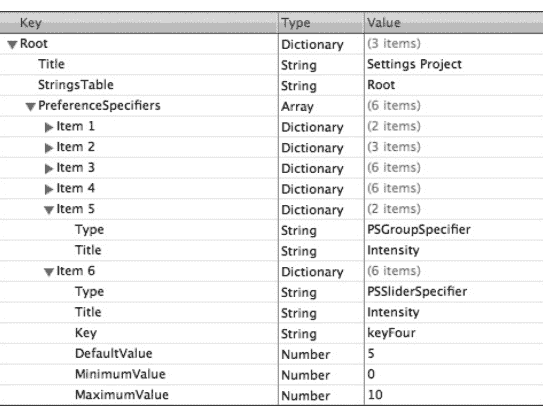 Key Type Value
Root Dictionary (3 items)
Title String Settings Project
StringsTable String Root
PreferenceSpecifiers Array (6 items)
Item 1 Dictionary (2 items)
Item 2 Dictionary (3 items)
Item 3 Dictionary (6 items)
Item 4 Dictionary (6 items)
Item 5 Dictionary (2 items)
Type String PSGroupSpecifier
Title String Intensity
Item 6 Dictionary (6 items)
Type String PSSliderSpecifier
Title String Intensity
Key String keyFour
DefaultValue Number 5
MinimumValue Number 0
MaximumValue Number 10